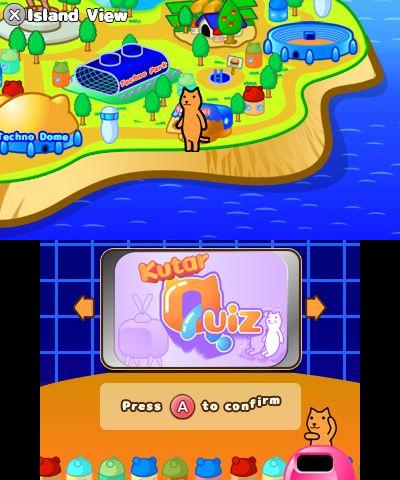 X Island View
Techno Park
Techno Dome
Kutar
Quiz
Press A to confirm